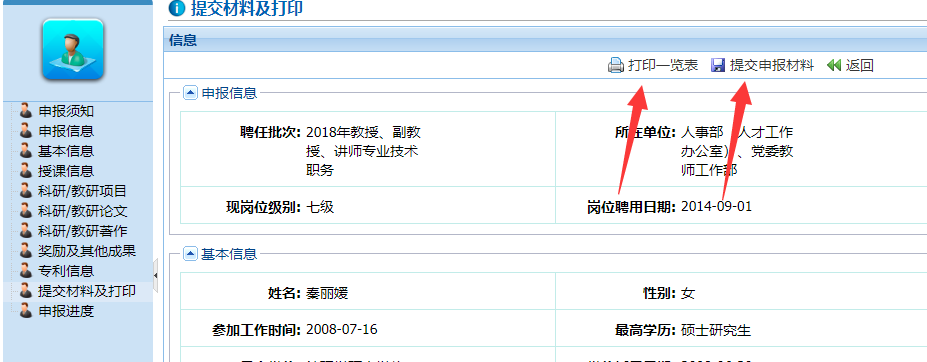 提交材料及打印
信息
打印一览表 提交申报材料 返回
申报信息
聘任批次: 2018年教授、副教
授、讲师专业技术
职务
所在单位: 人事部（人才工作
办公室）、党委教
师工作部
现岗位级别: 七级
岗位聘用日期: 2014-09-01
基本信息
姓名: 秦丽媛
性别: 女
参加工作时间: 2008-07-16
最高学历: 硕士研究生
申报须知
申报信息
基本信息
授课信息
科研/教研项目
科研/教研论文
科研/教研著作
奖励及其他成果
专利信息
提交材料及打印
申报进度